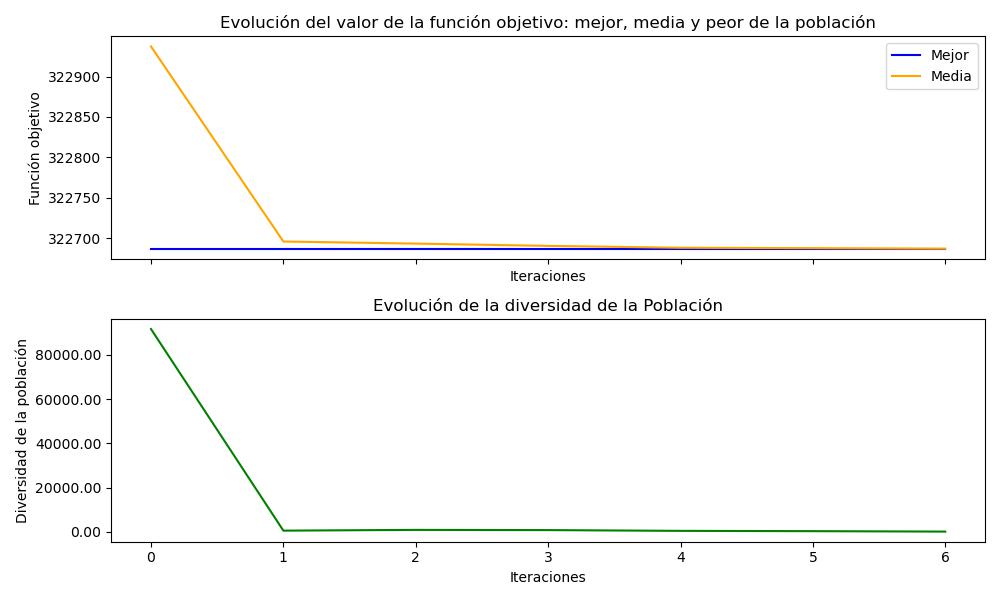 Evolución del valor de la función objetivo: mejor, media y peor de la población
Función objetivo
322900
322850
322800
322750
322700
Mejor
Media
Iteraciones
Evolución de la diversidad de la Población
Diversidad de la población
80000.00
60000.00
40000.00
20000.00
0.00
0 1 2 3 4 5 6
Iteraciones